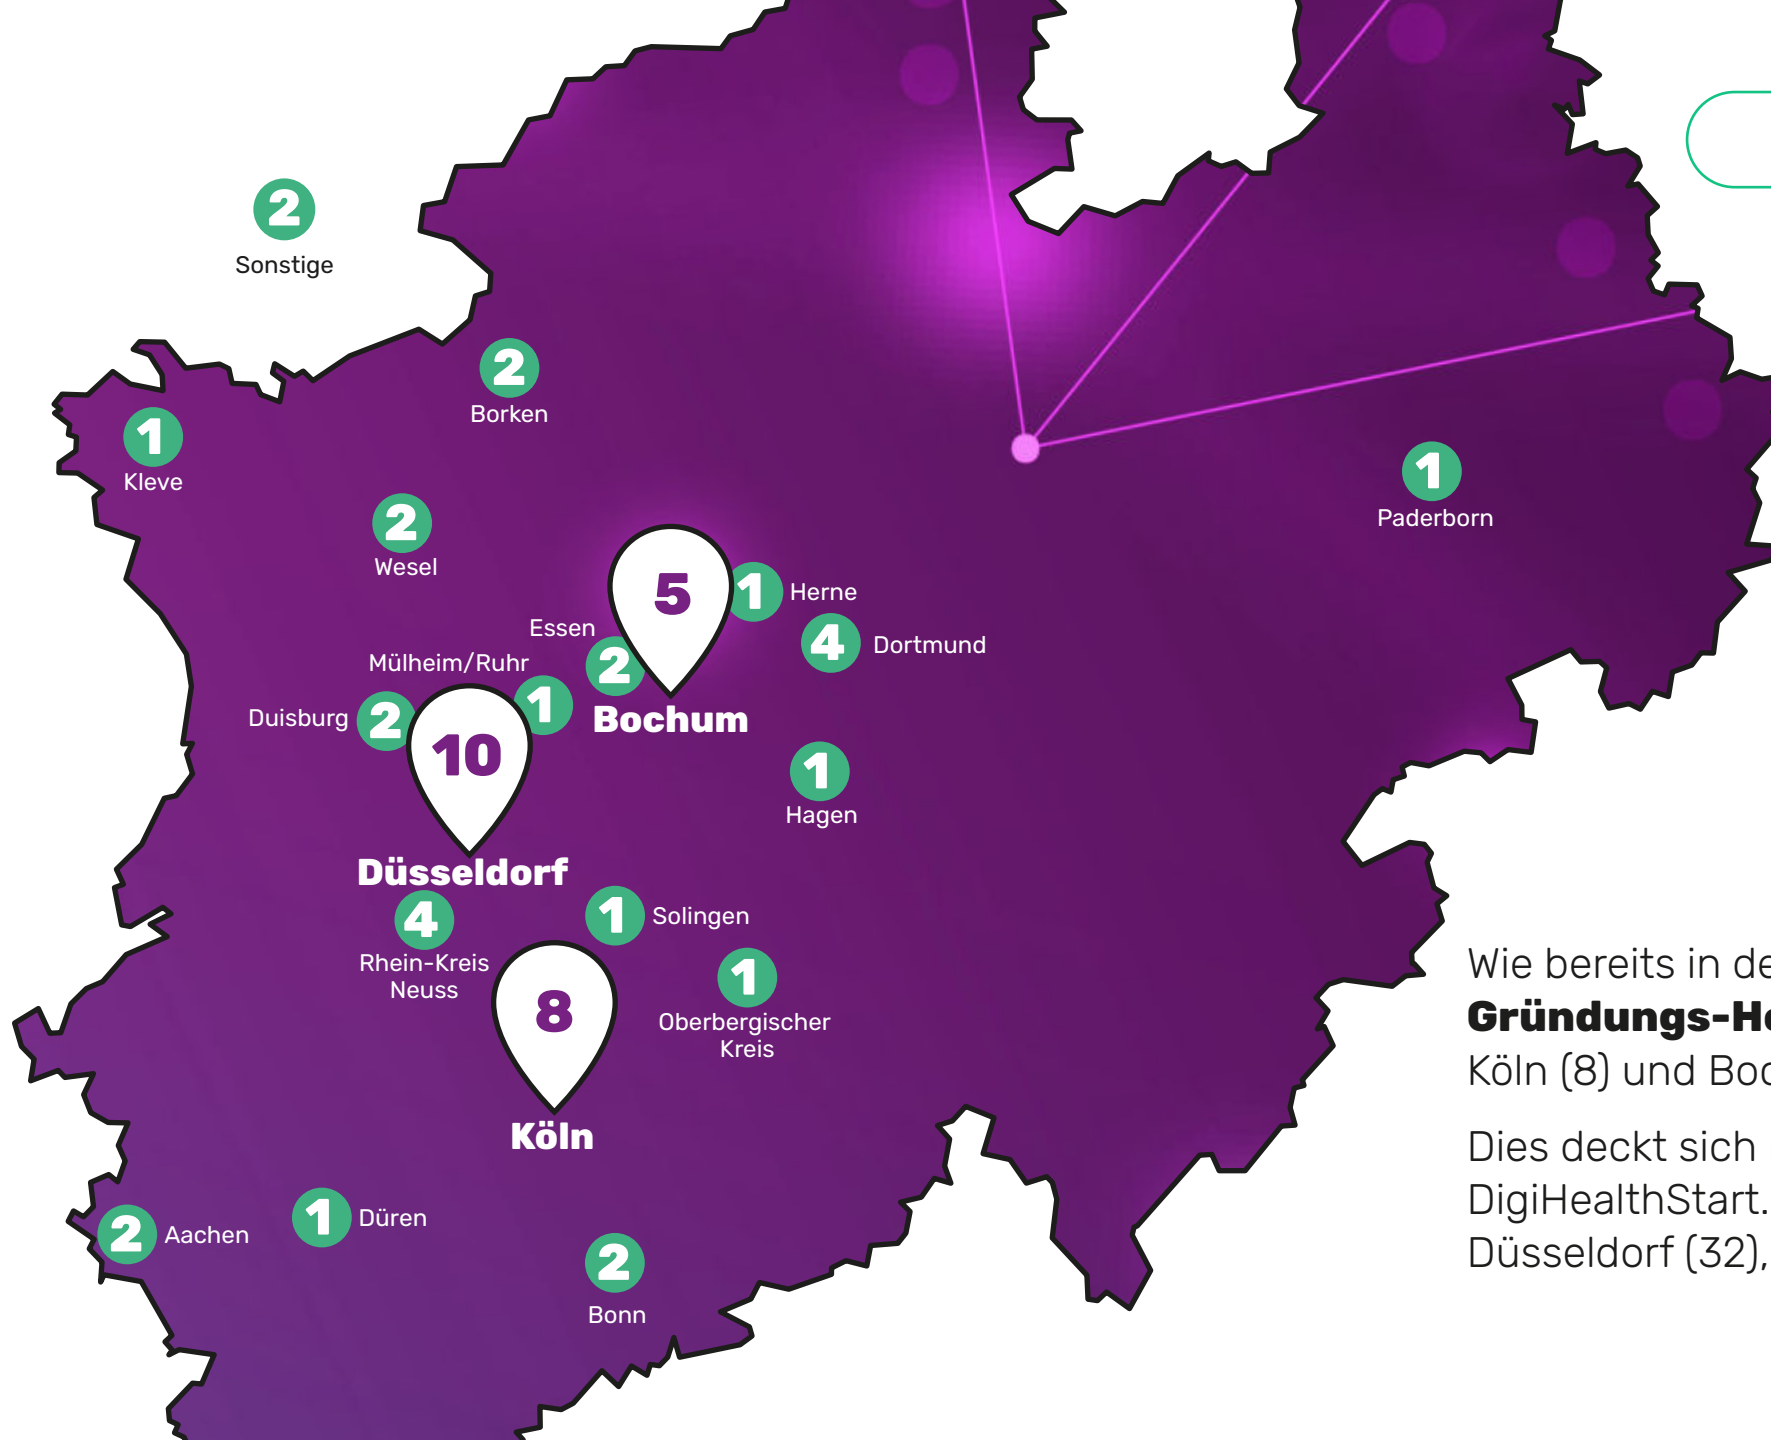 2
Sonstige
2
Borken
1
Kleve
1
Paderborn
2
Wesel
5
1 Herne
Essen
4 Dortmund
2
Mülheim/Ruhr
1
Duisburg 2
Bochum
10
1
Hagen
Düsseldorf
4
1 Solingen
Rhein-Kreis
Neuss
8
1
Oberbergischer
Kreis
Köln
2 Aachen
1 Düren
2
Bonn
Wie bereits in
Gründungs-
Köln (8) und
Dies deckt sich
DigiHealthStart.
Düsseldorf (32),